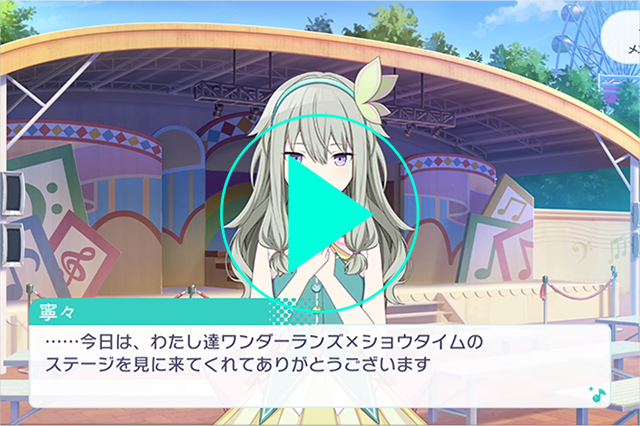 メン
寧々
……今日は、わたし達ワンダーランズ×ショウタイムの
ステージを見に来てくれてありがとうございます